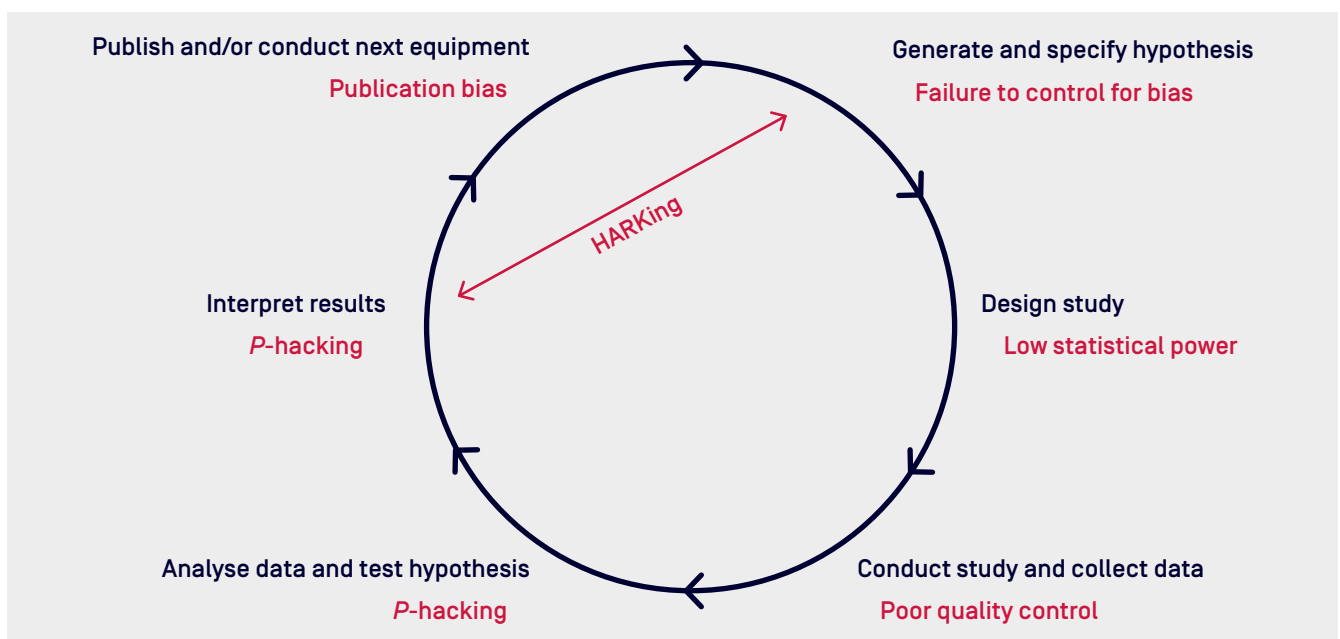 Publish and/or conduct next equipment
Publication bias
Generate and specify hypothesis
Failure to control for bias
HARKing
Interpret results
P-hacking
Design study
Low statistical power
Analyse data and test hypothesis
P-hacking
Conduct study and collect data
Poor quality control